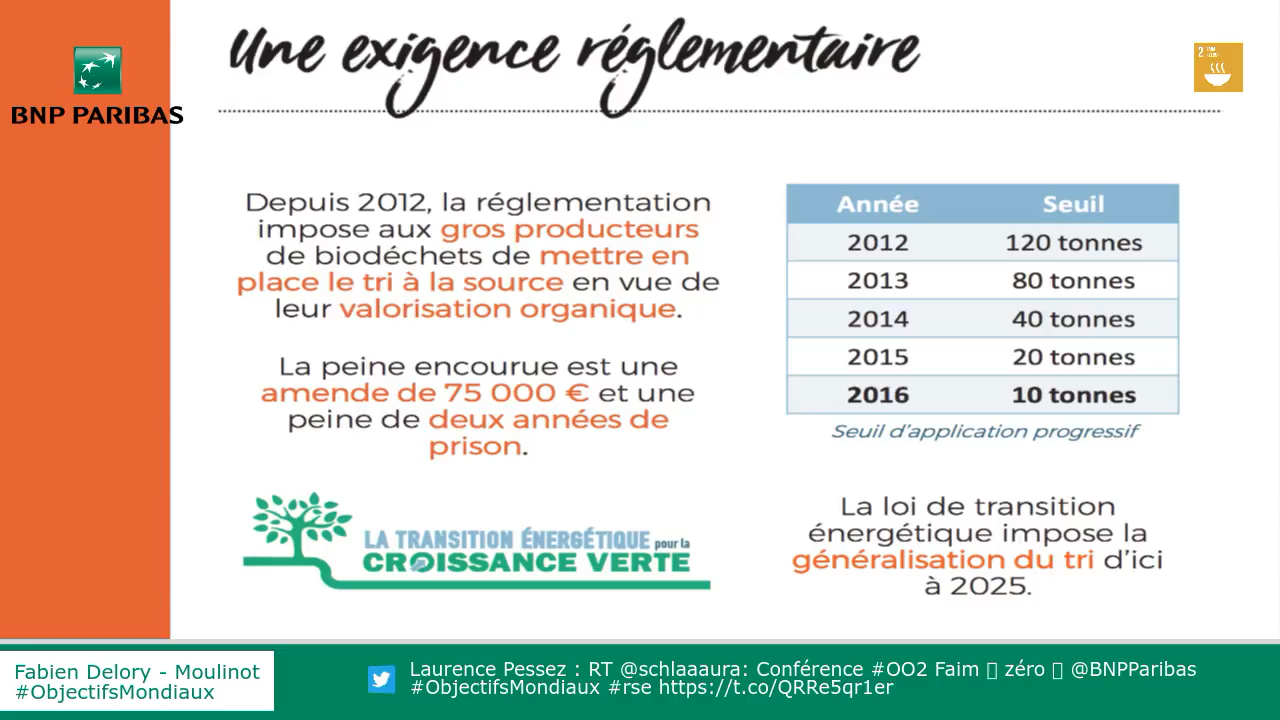 Une exigence réglementaire
BNP PARIBAS
2 FAIM
«ZÉRO»
Depuis 2012, la réglementation
impose aux gros producteurs
de biodéchets de mettre en
place le tri à la source en vue de
leur valorisation organique.
La peine encourue est une
amende de 75 000 € et une
peine de deux années de
prison.
LA TRANSITION ÉNERGÉTIQUE pour la
CROISSANCE VERTE
Année Seuil
2012 120 tonnes
2013 80 tonnes
2014 40 tonnes
2015 20 tonnes
2016 10 tonnes
Seuil d'application progressif
La loi de transition
énergétique impose la
généralisation du tri d'ici
à 2025.
Fabien Delory - Moulinot
#ObjectifsMondiaux
Laurence Pessez : RT @schlaaaura: Conférence #OO2 Faim zéro @BNPParibas
#ObjectifsMondiaux #rse https://t.co/QRRe5qr1er